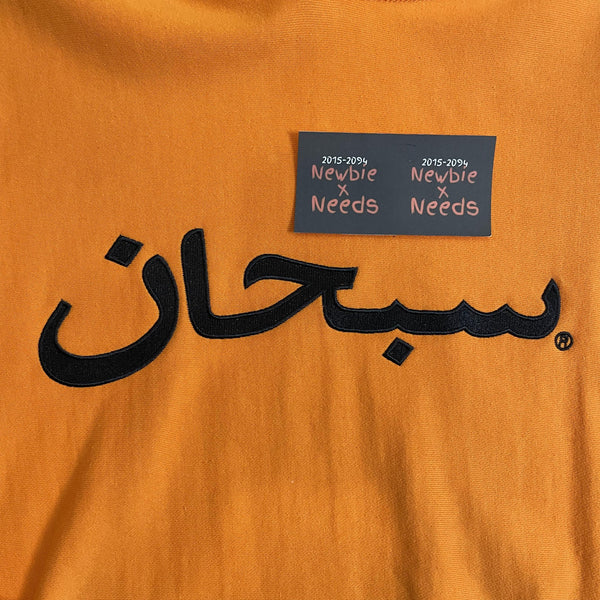 2015-2094 2015-2094
Newbie Newbie
x x
Needs Needs
سبحان ®